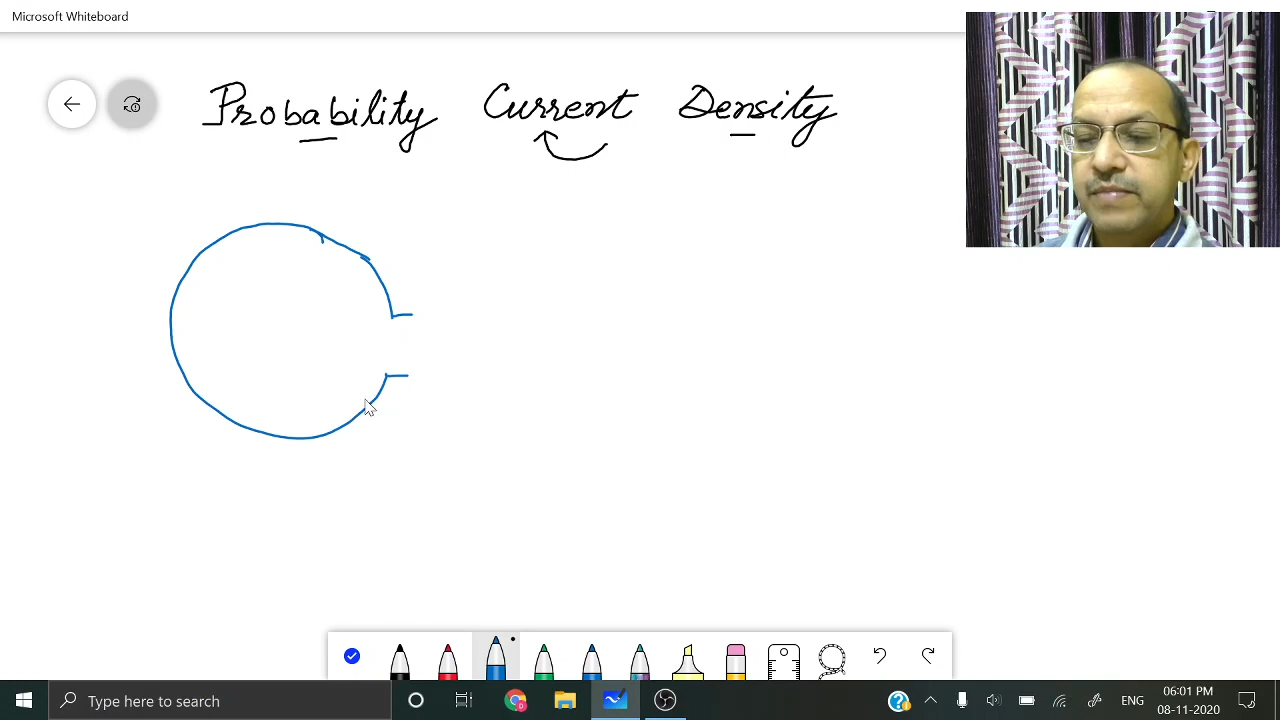 Microsoft Whiteboard
Probability Current Density
Type here to search
ENG
06:01 PM
08-11-2020